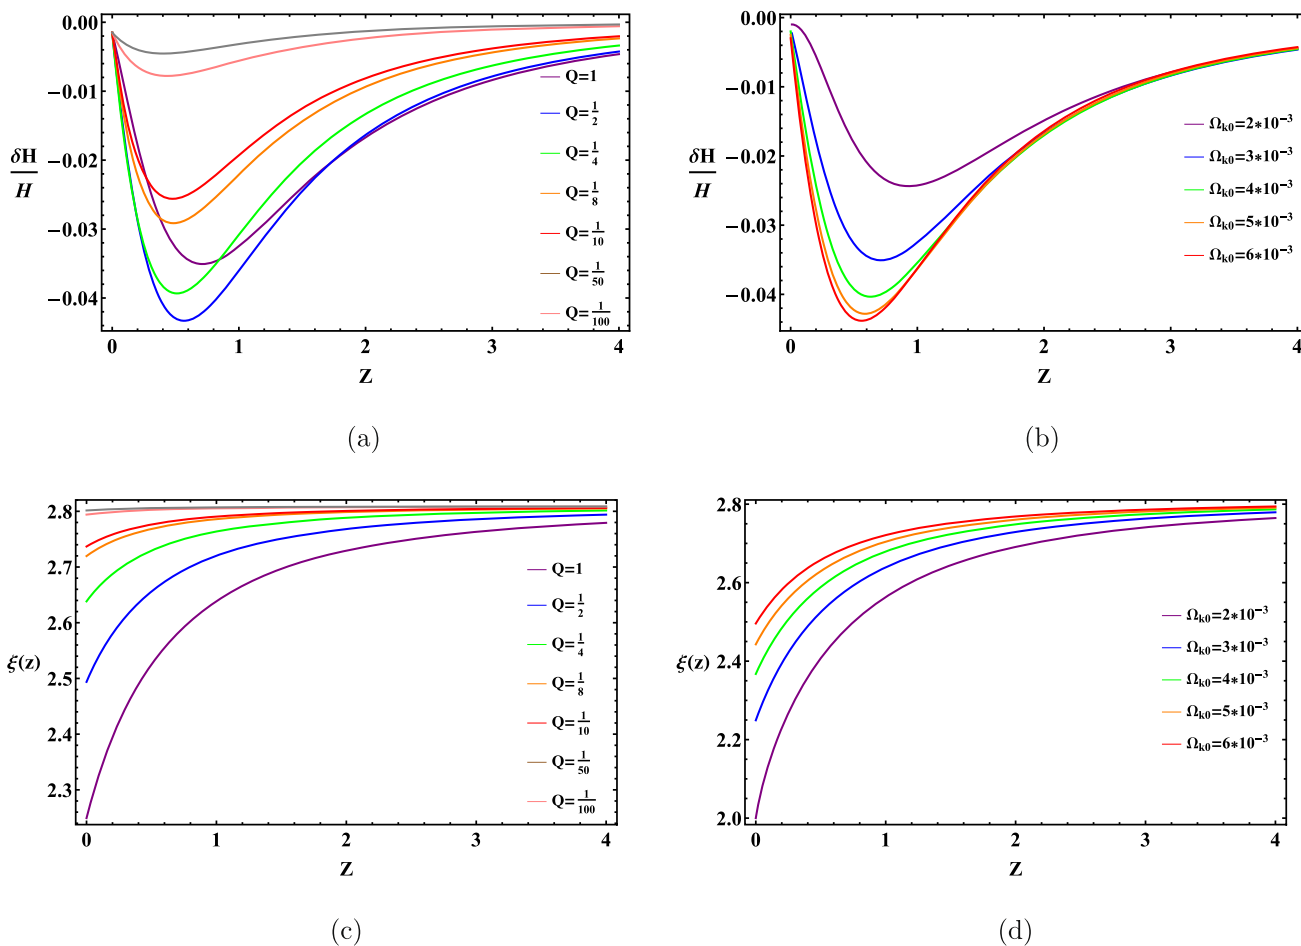 0.00
−0.01
−0.02
−0.03
−0.04
δH
H
0
1
2
3
4
Z
Q=1
Q=1/2
Q=1/4
Q=1/8
Q=1/10
Q=1/50
Q=1/100
(a)
0.00
−0.01
−0.02
−0.03
−0.04
δH
H
0
1
2
3
4
Z
Ωk0=2*10−3
Ωk0=3*10−3
Ωk0=4*10−3
Ωk0=5*10−3
Ωk0=6*10−3
(b)
2.8
2.7
2.6
2.5
2.4
2.3
ξ(z)
0
1
2
3
4
Z
Q=1
Q=1/2
Q=1/4
Q=1/8
Q=1/10
Q=1/50
Q=1/100
(c)
2.8
2.6
2.4
2.2
2.0
ξ(z)
0
1
2
3
4
Z
Ωk0=2*10−3
Ωk0=3*10−3
Ωk0=4*10−3
Ωk0=5*10−3
Ωk0=6*10−3
(d)